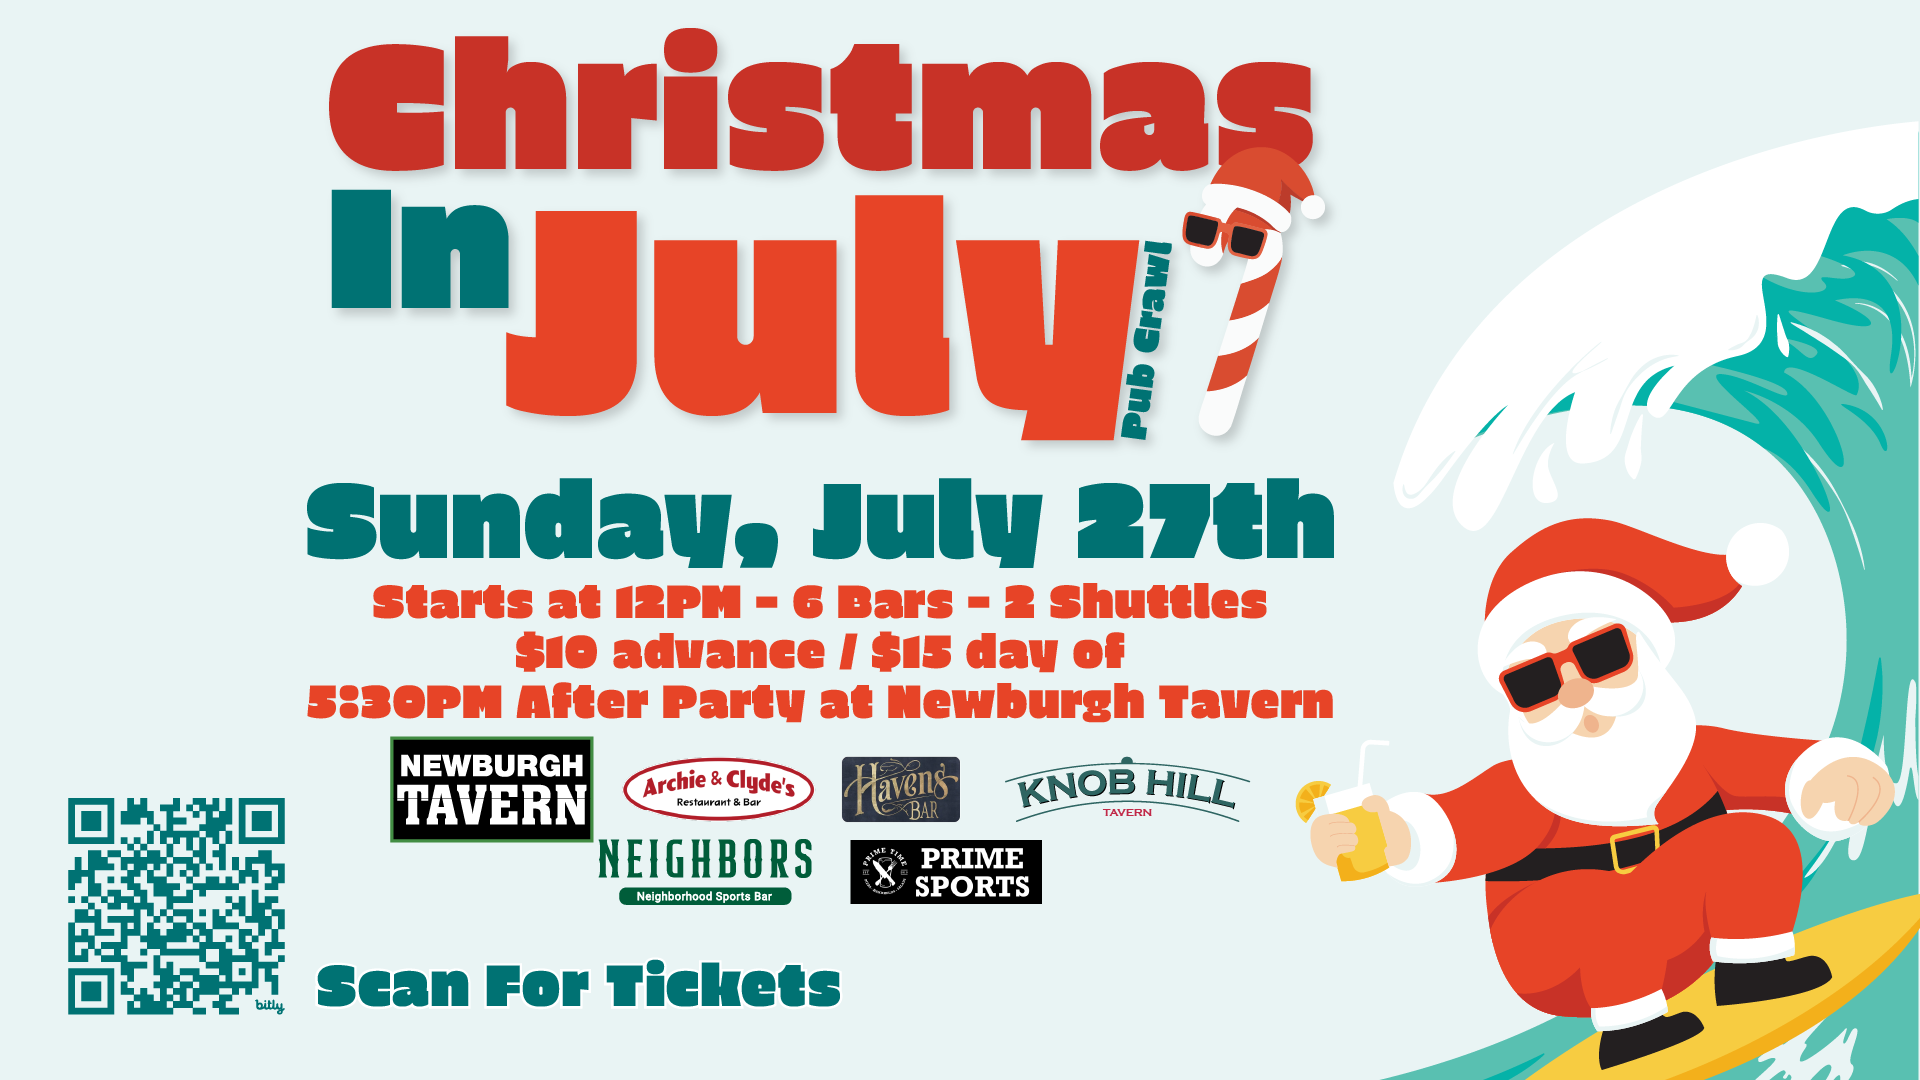 Christmas
In July
Pub Crawl
Sunday, July 27th
Starts at 12PM - 6 Bars - 2 Shuttles
$10 advance / $15 day of
5:30PM After Party at Newburgh Tavern
NEWBURGH
TAVERN
Archie & Clyde's
Restaurant & Bar
Havens
BAR
KNOB HILL
TAVERN
NEIGHBORS
Neighborhood Sports Bar
PRIME TIME
PRIME
SPORTS
bitly
Scan For Tickets